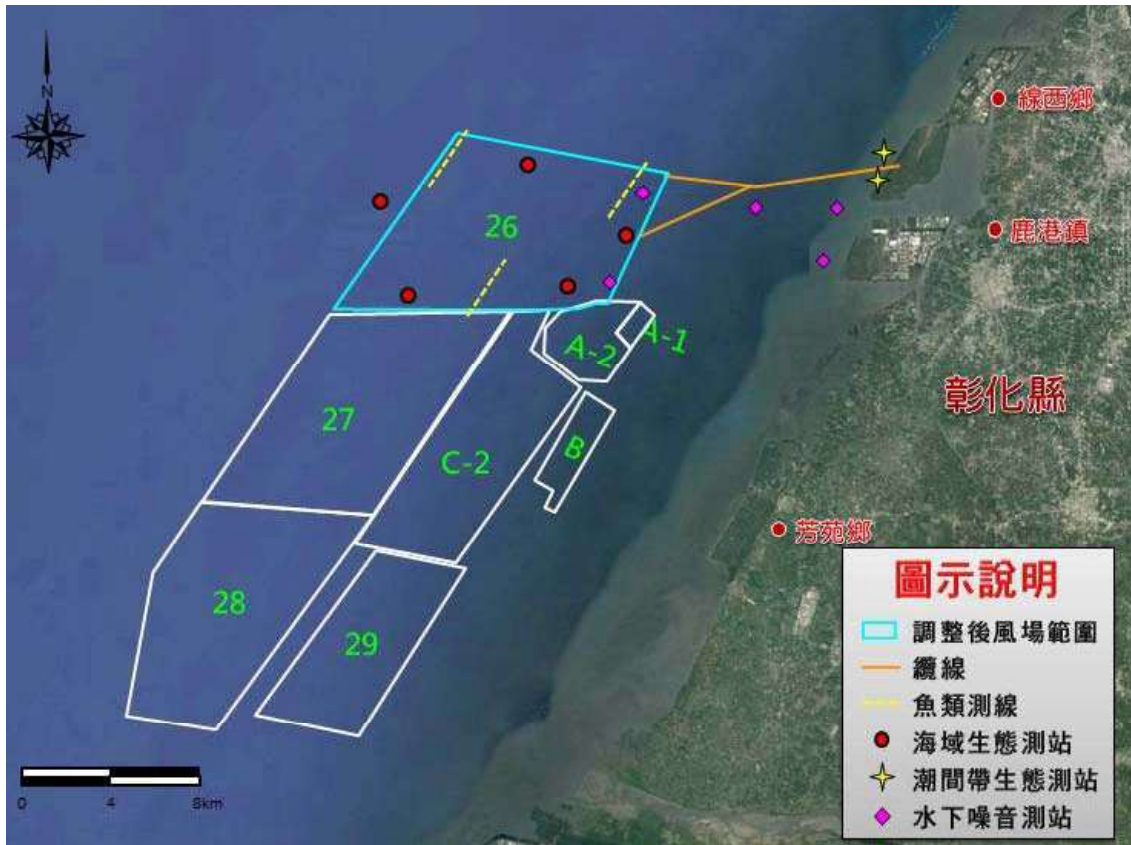 N
線西鄉
26
鹿港鎮
A-1
A-2
彰化縣
27
C-2
B
芳苑鄉
28
29
圖示說明
調整後風場範圍
纜線
魚類測線
海域生態測站
潮間帶生態測站
水下噪音測站
0 4 8km